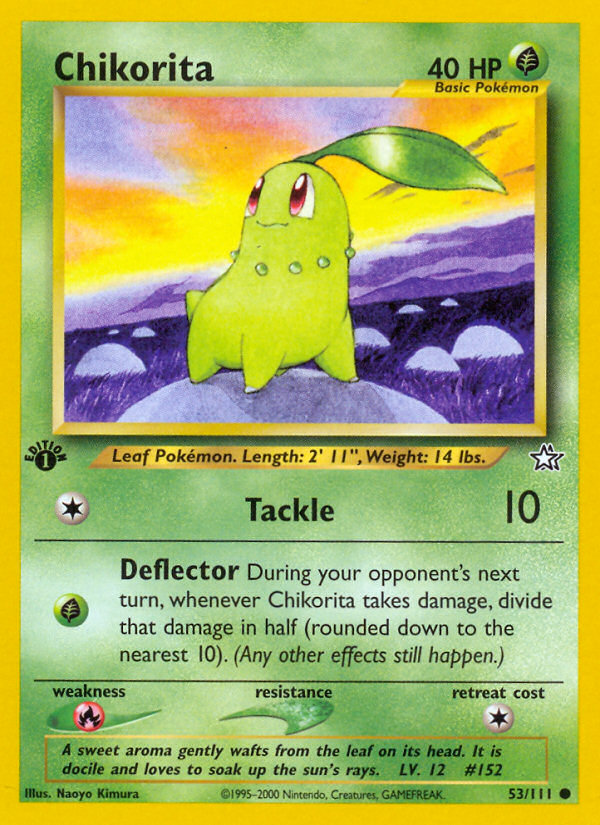 Chikorita
40 HP
Basic Pokémon
EDITION
1
Leaf Pokémon. Length: 2' 11", Weight: 14 lbs.
Tackle 10
Deflector During your opponent's next
turn, whenever Chikorita takes damage, divide
that damage in half (rounded down to the
nearest 10). (Any other effects still happen.)
weakness resistance retreat cost
A sweet aroma gently wafts from the leaf on its head. It is
docile and loves to soak up the sun's rays. LV. 12 #152
Illus. Naoyo Kimura ©1995–2000 Nintendo, Creatures, GAMEFREAK. 53/111